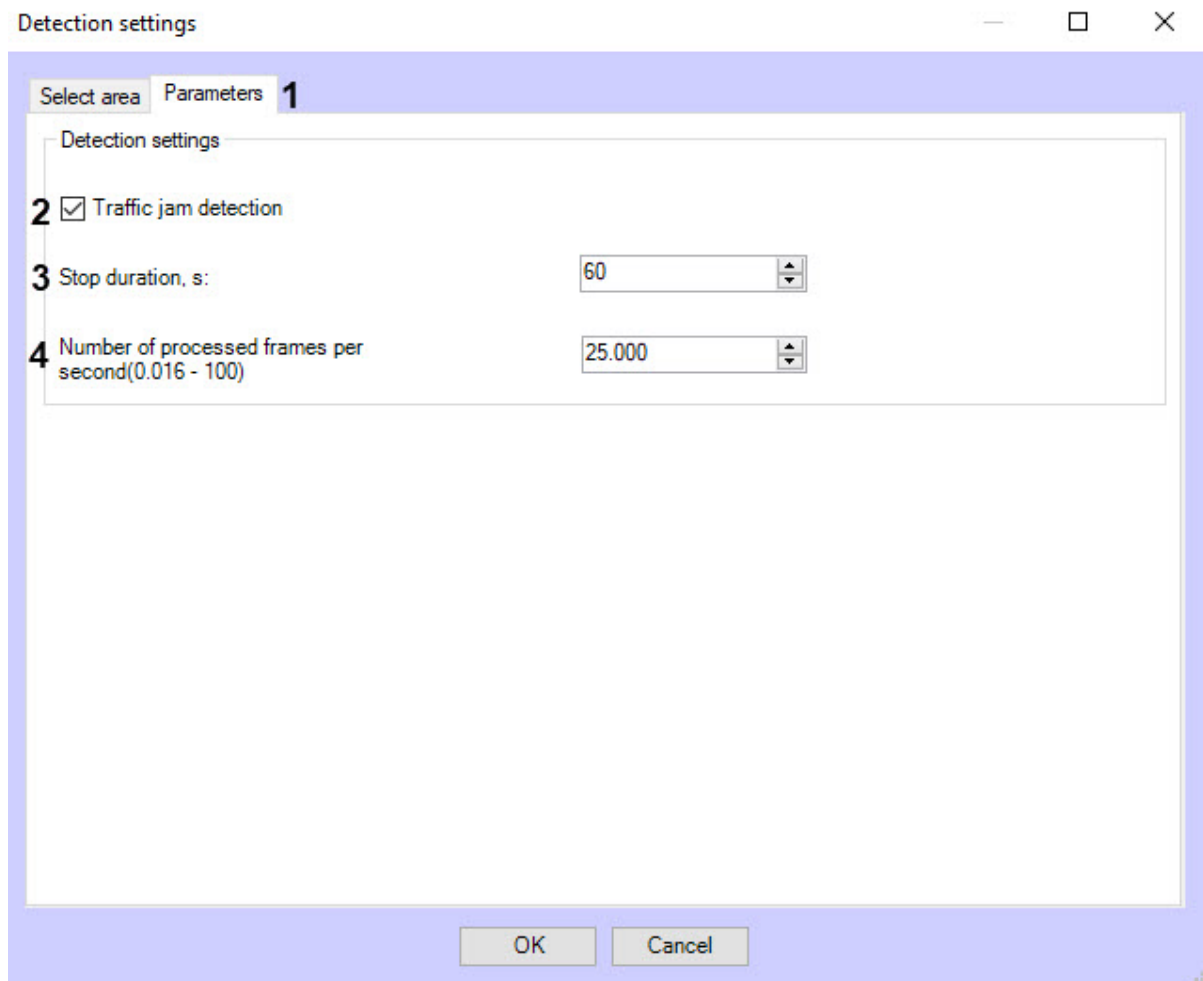 Detection settings
Select area Parameters 1
Detection settings
2 Traffic jam detection
3 Stop duration, s: 60
4 Number of processed frames per
second(0.016 - 100) 25.000
OK Cancel